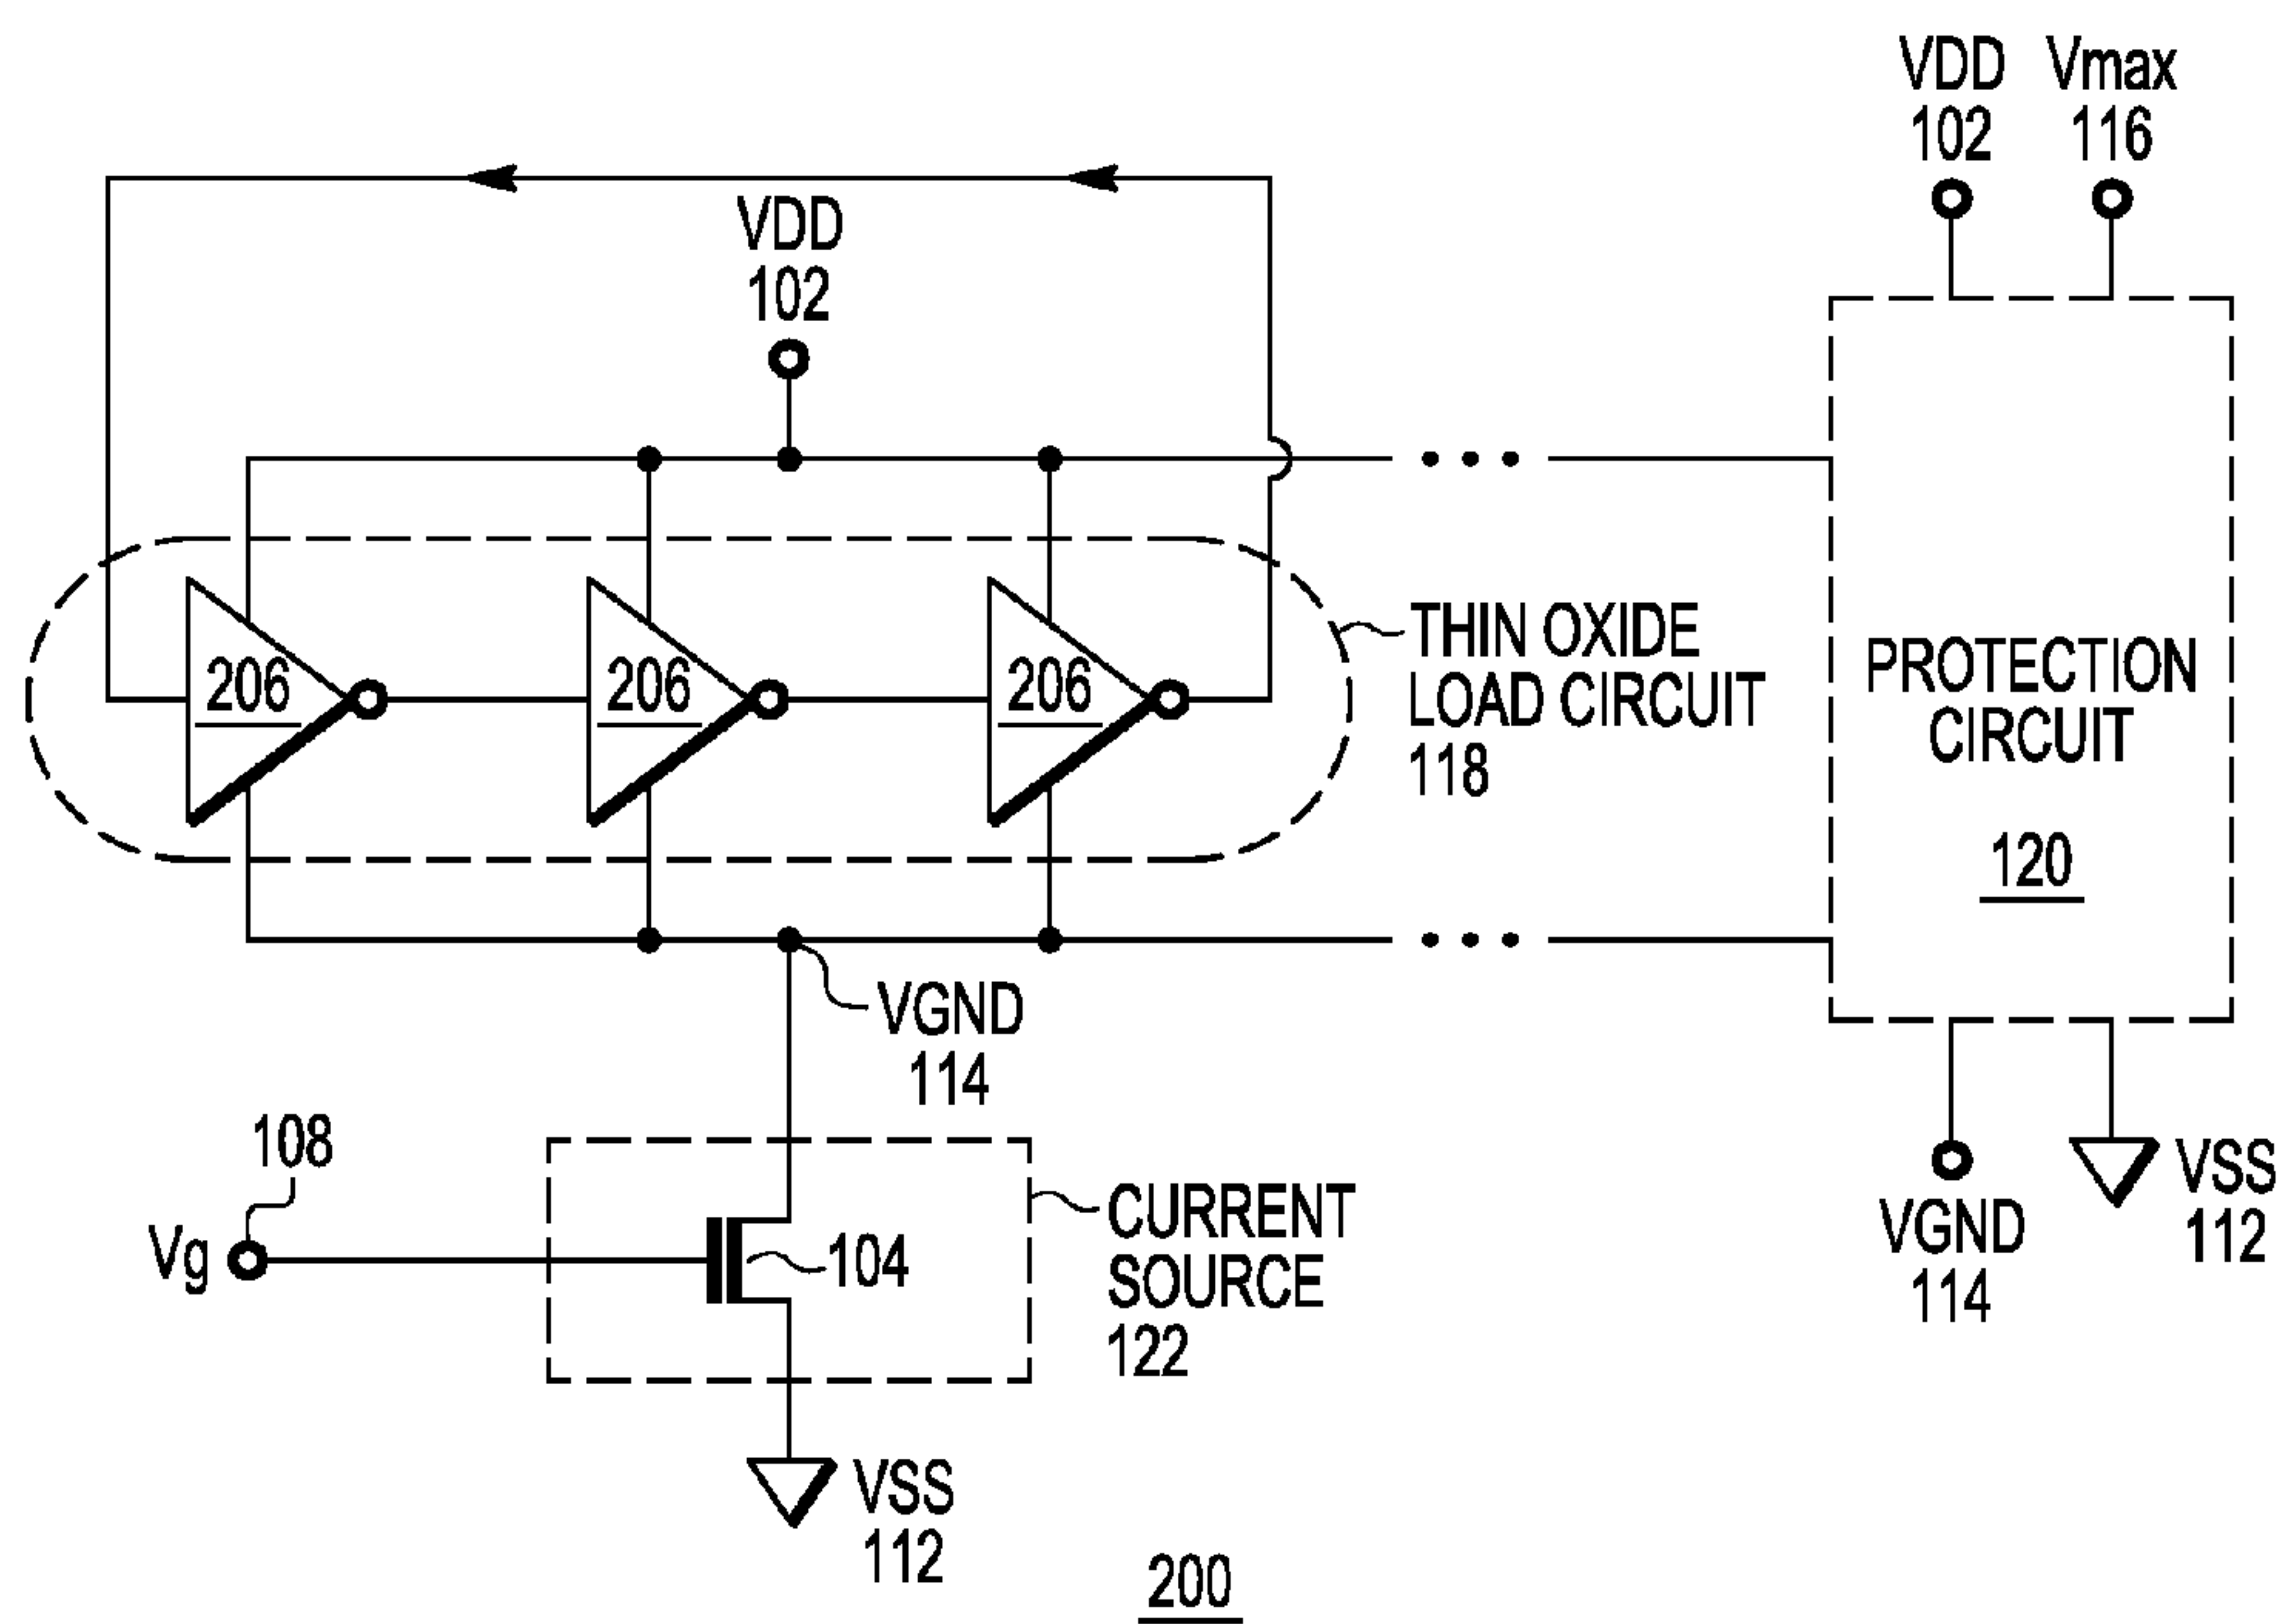 VDD
102
Vmax
116
VDD
102
206
206
206
THIN OXIDE
LOAD CIRCUIT
118
PROTECTION
CIRCUIT
120
VGND
114
108
Vg
104
CURRENT
SOURCE
122
VGND
114
VSS
112
VSS
112
200